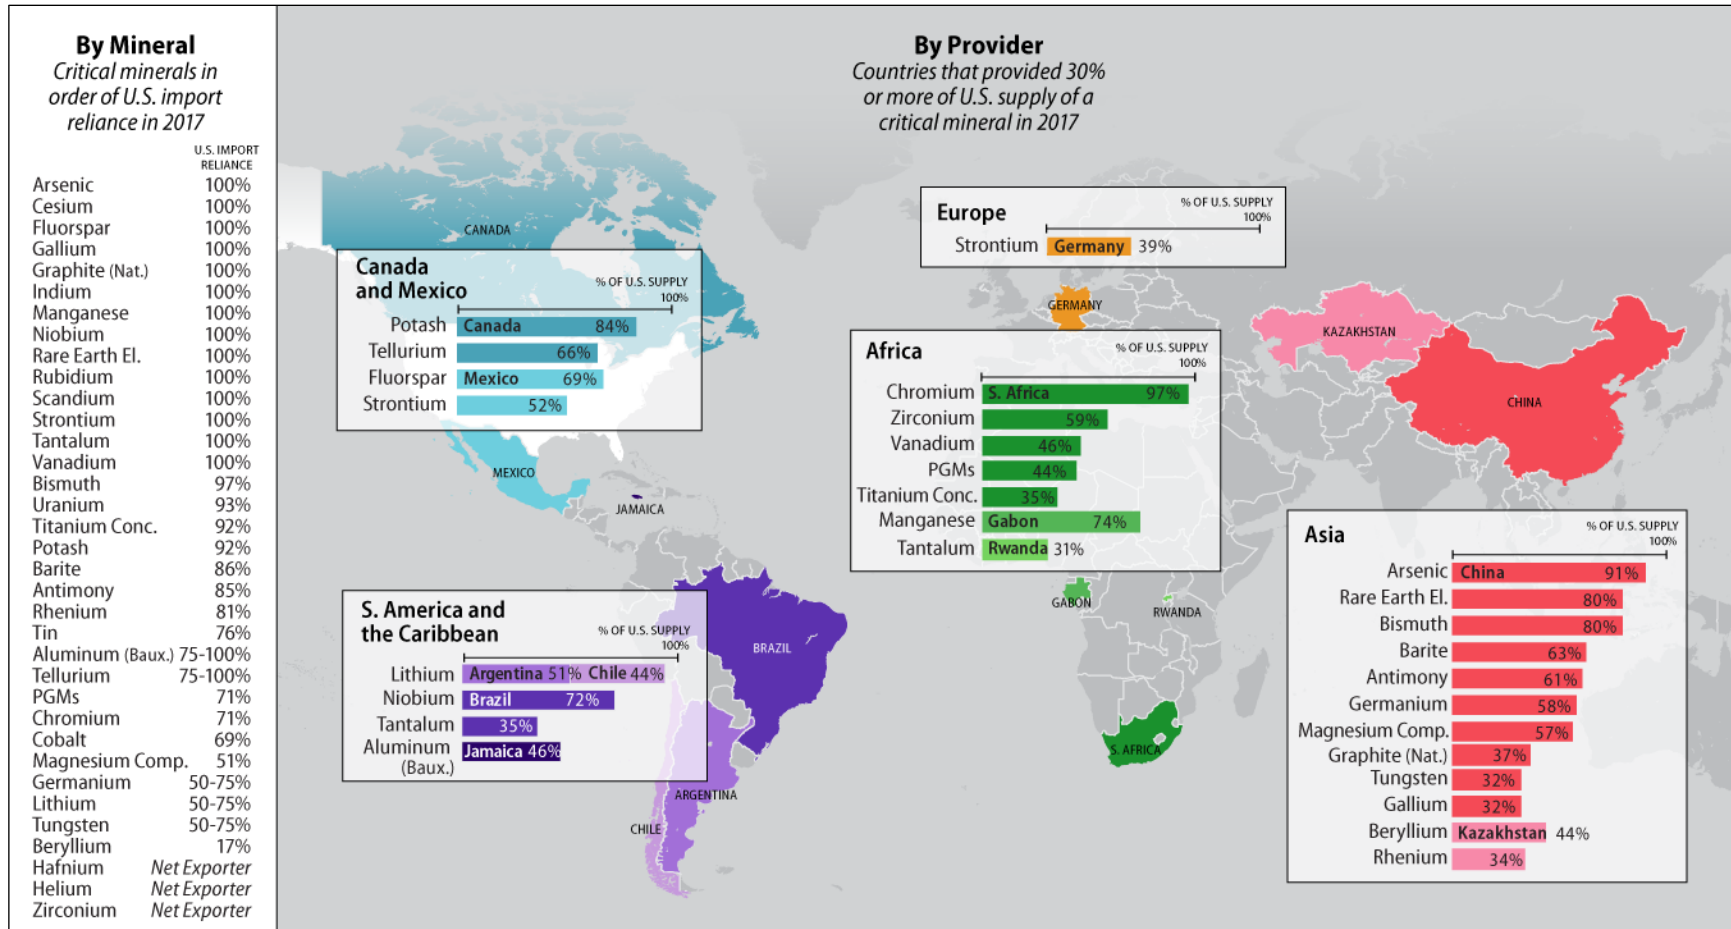 By Mineral
Critical minerals in
order of U.S. import
reliance in 2017
U.S. IMPORT
RELIANCE
Arsenic 100%
Cesium 100%
Fluorspar 100%
Gallium 100%
Graphite (Nat.) 100%
Indium 100%
Manganese 100%
Niobium 100%
Rare Earth El. 100%
Rubidium 100%
Scandium 100%
Strontium 100%
Tantalum 100%
Vanadium 100%
Bismuth 97%
Uranium 93%
Titanium Conc. 92%
Potash 92%
Barite 86%
Antimony 85%
Rhenium 81%
Tin 76%
Aluminum (Baux.) 75-100%
Tellurium 75-100%
PGMs 71%
Chromium 71%
Cobalt 69%
Magnesium Comp. 51%
Germanium 50-75%
Lithium 50-75%
Tungsten 50-75%
Beryllium 17%
Hafnium Net Exporter
Helium Net Exporter
Zirconium Net Exporter
By Provider
Countries that provided 30%
or more of U.S. supply of a
critical mineral in 2017
CANADA
Canada
and Mexico
% OF U.S. SUPPLY
100%
Potash Canada 84%
Tellurium 66%
Fluorspar Mexico 69%
Strontium 52%
MEXICO
JAMAICA
S. America and
the Caribbean
% OF U.S. SUPPLY
100%
Lithium Argentina 51% Chile 44%
Niobium Brazil 72%
Tantalum 35%
Aluminum
(Baux.)
Jamaica 46%
BRAZIL
ARGENTINA
CHILE
Europe
% OF U.S. SUPPLY
100%
Strontium Germany 39%
GERMANY
Africa
% OF U.S. SUPPLY
100%
Chromium S. Africa 97%
Zirconium 59%
Vanadium 46%
PGMs 44%
Titanium Conc. 35%
Manganese Gabon 74%
Tantalum Rwanda 31%
GABON
RWANDA
S. AFRICA
KAZAKHSTAN
CHINA
Asia
% OF U.S. SUPPLY
100%
Arsenic China 91%
Rare Earth El. 80%
Bismuth 80%
Barite 63%
Antimony 61%
Germanium 58%
Magnesium Comp. 57%
Graphite (Nat.) 37%
Tungsten 32%
Gallium 32%
Beryllium Kazakhstan 44%
Rhenium 34%